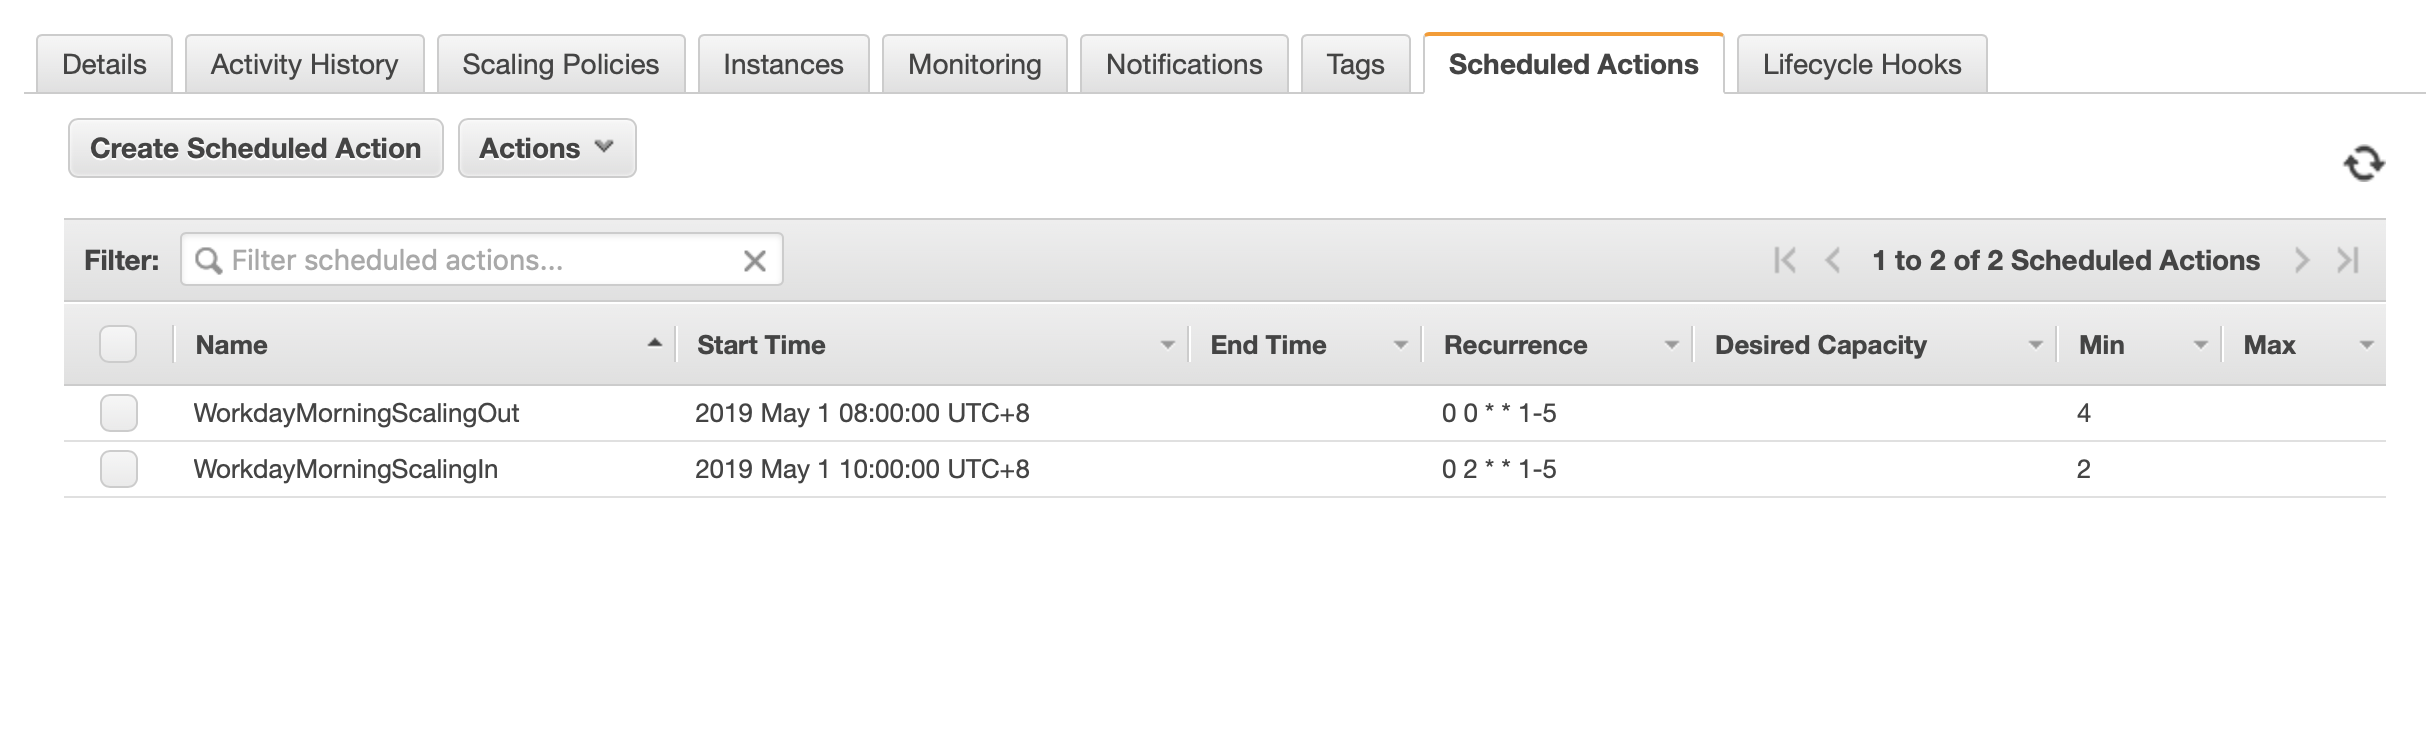 Details Activity History Scaling Policies Instances Monitoring Notifications Tags Scheduled Actions Lifecycle Hooks
Create Scheduled Action Actions
Filter: Filter scheduled actions... 1 to 2 of 2 Scheduled Actions
Name Start Time End Time Recurrence Desired Capacity Min Max
WorkdayMorningScalingOut 2019 May 1 08:00:00 UTC+8 0 0 * * 1-5 4
WorkdayMorningScalingIn 2019 May 1 10:00:00 UTC+8 0 2 * * 1-5 2